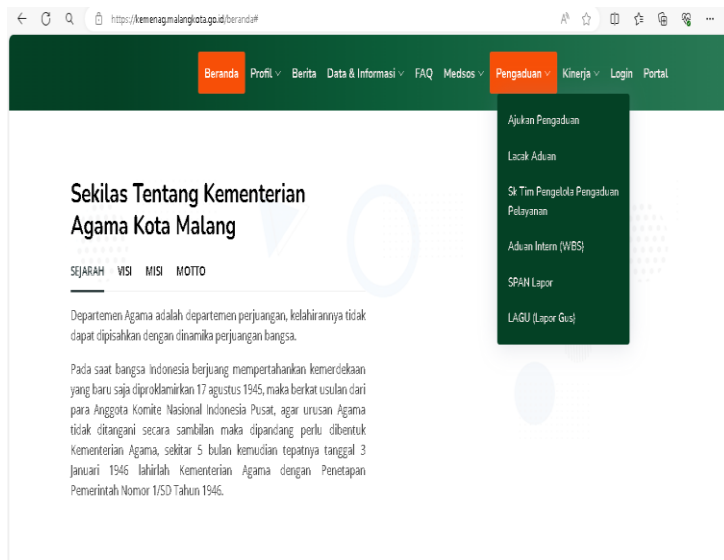 https://kemenag.malangkota.go.id/beranda#
Beranda Profil Berita Data & Informasi FAQ Medsos Pengaduan Kinerja Login Portal
Ajukan Pengaduan
Lacak Aduan
Sk Tim Pengelola Pengaduan
Pelayanan
Aduan Intern (WBS)
SPAN Lapor
LAGU (Lapor Gus)
Sekilas Tentang Kementerian
Agama Kota Malang
SEJARAH VISI MISI MOTTO
Departemen Agama adalah departemen perjuangan, kelahirannya tidak
dapat dipisahkan dengan dinamika perjuangan bangsa.
Pada saat bangsa Indonesia berjuang mempertahankan kemerdekaan
yang baru saja diproklamirkan 17 agustus 1945, maka berkat usulan dari
para Anggota Komite Nasional Indonesia Pusat, agar urusan Agama
tidak ditangani secara sambilan maka dipandang perlu dibentuk
Kementerian Agama, sekitar 5 bulan kemudian tepatnya tanggal 3
Januari 1946 lahirlah Kementerian Agama dengan Penetapan
Pemerintah Nomor 1/SD Tahun 1946.